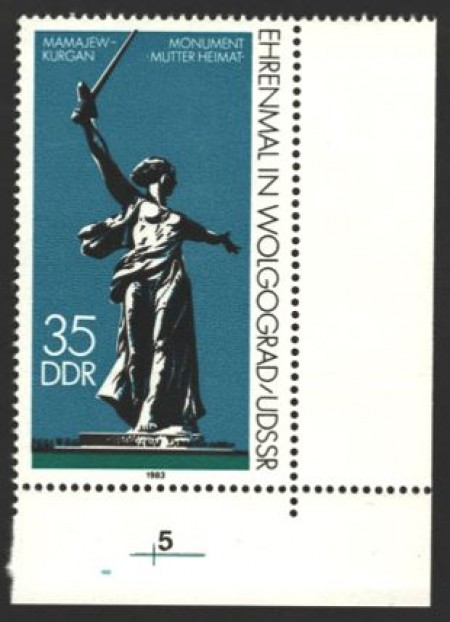 MAMAJEW-
KURGAN
MONUMENT
·MUTTER HEIMAT·
EHRENMAL IN WOLGOGRAD/UDSSR
35
DDR
1983
5